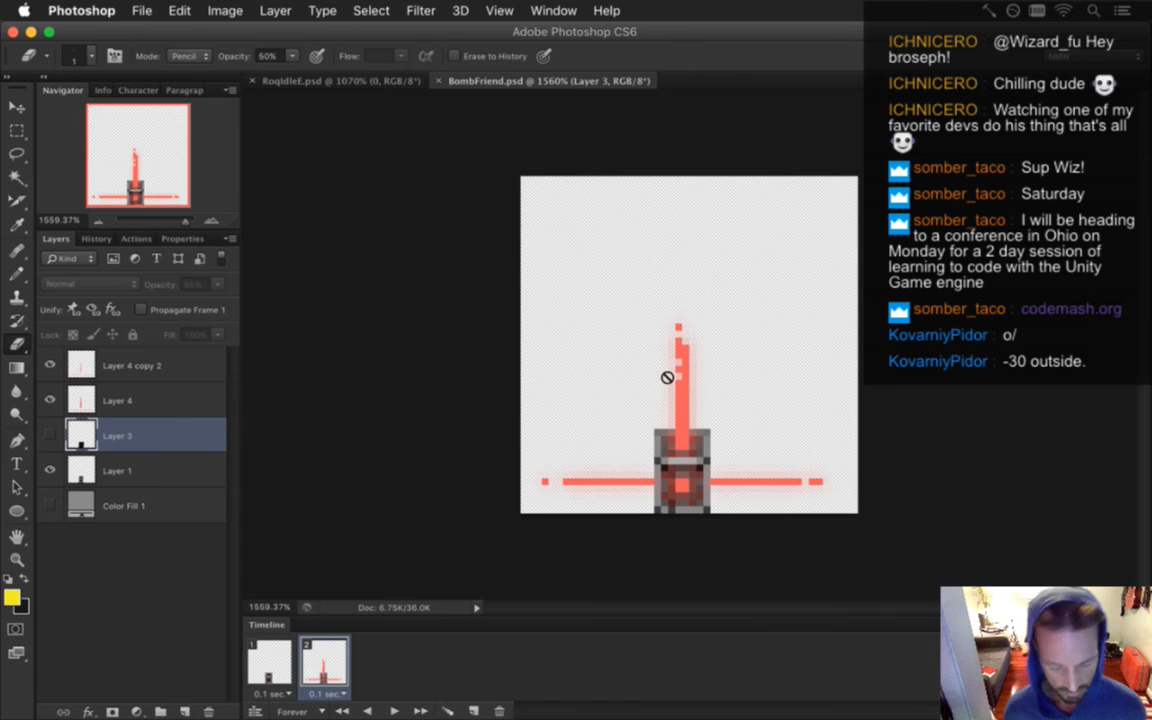 Photoshop File Edit Image Layer Type Select Filter 3D View Window Help
Adobe Photoshop CS6
1 Mode: Pencil Opacity: 50% Flow: Erase to History
RoqIdleE.psd @ 1070% (0, RGB/8*) BombFriend.psd @ 1560% (Layer 3, RGB/8*)
Navigator Info Character Paragrap
1559.37%
Layers History Actions Properties
Kind
Normal Opacity:
Unify: Propagate Frame 1
Lock: Fill: 100%
Layer 4 copy 2
Layer 4
Layer 3
Layer 1
Color Fill 1
1559.37% Doc: 6.75K/36.0K
Timeline
1 2
0.1 sec. 0.1 sec.
Forever
ICHNICERO @Wizard_fu Hey
broseph!
ICHNICERO Chilling dude
ICHNICERO Watching one of my
favorite devs do his thing that's all
somber_taco : Sup Wiz!
somber_taco : Saturday
somber_taco : I will be heading
to a conference in Ohio on
Monday for a 2 day session of
learning to code with the Unity
Game engine
somber_taco : codemash.org
KovarniyPidor : o/
KovarniyPidor : -30 outside.